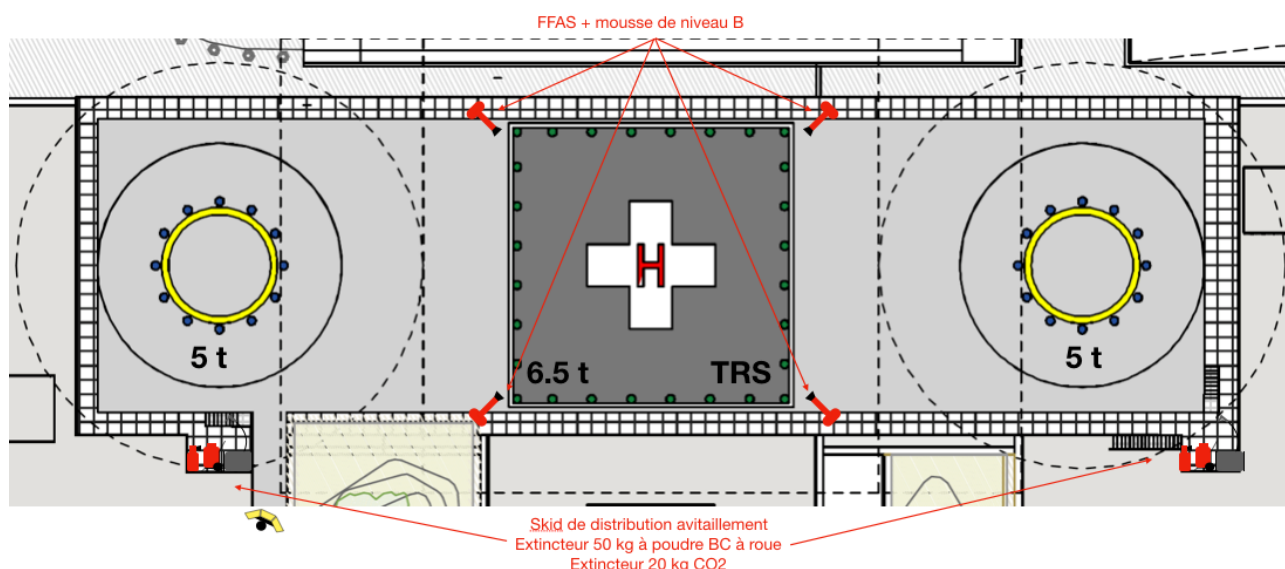 FFAS + mousse de niveau B
H
5 t
6.5 t
TRS
5 t
Skid de distribution avitaillement
Extincteur 50 kg à poudre BC à roue
Extincteur 20 kg CO2